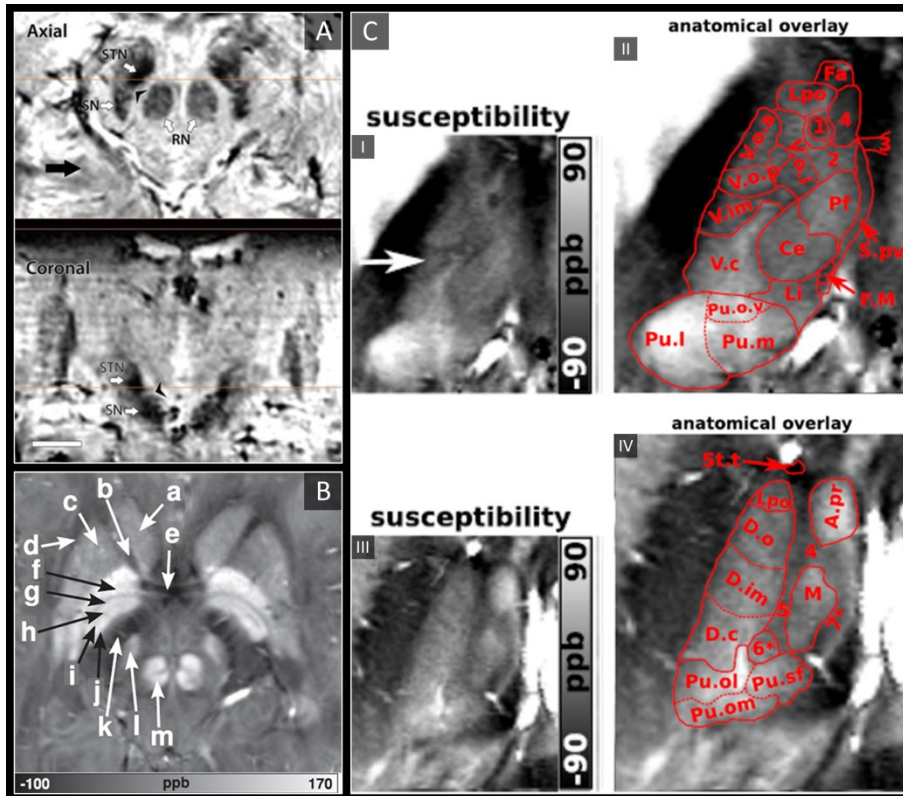 A
Axial
STN
SN
RN
Coronal
STN
SN
B
a
b
c
d
e
f
g
h
i
j
k
l
m
-100 ppb 170
C
I
susceptibility
90
ppb
-90
II
anatomical overlay
Fa
Lpo
1
4
3
V.o.a
V.o.i
2
V.o.p
V.im
Pf
S.pv
V.c
Ce
F.M
Li
Pu.o.v
Pu.l
Pu.m
III
susceptibility
90
ppb
-90
IV
anatomical overlay
St.t
Lpo
A.pr
D.o
4
D.im
M
5
7*
D.c
6*
Pu.ol
Pu.sf
Pu.om